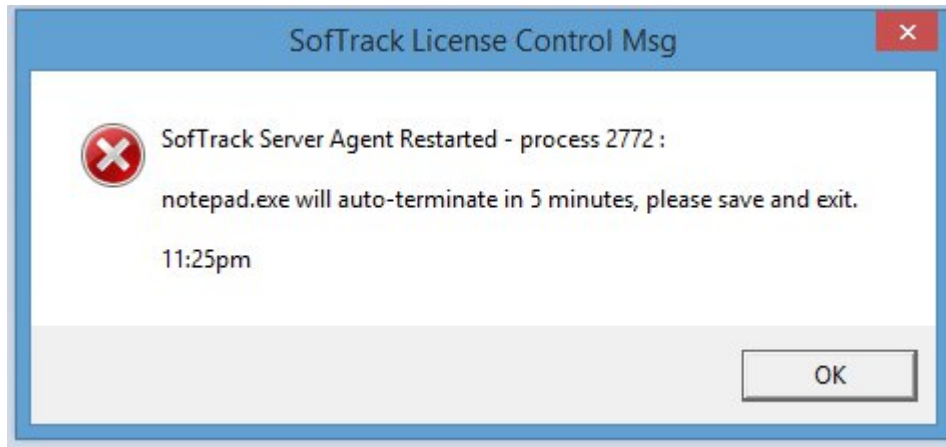 SofTrack License Control Msg
SofTrack Server Agent Restarted - process 2772 :
notepad.exe will auto-terminate in 5 minutes, please save and exit.
11:25pm
OK